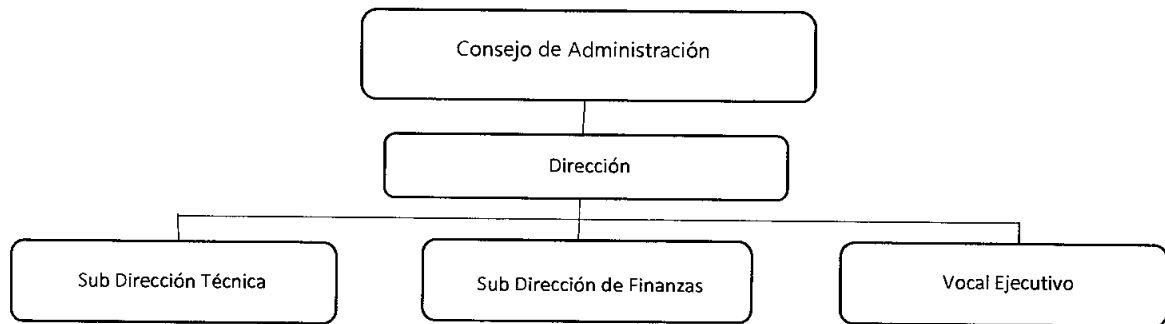 Consejo de Administración
Dirección
Sub Dirección Técnica
Sub Dirección de Finanzas
Vocal Ejecutivo